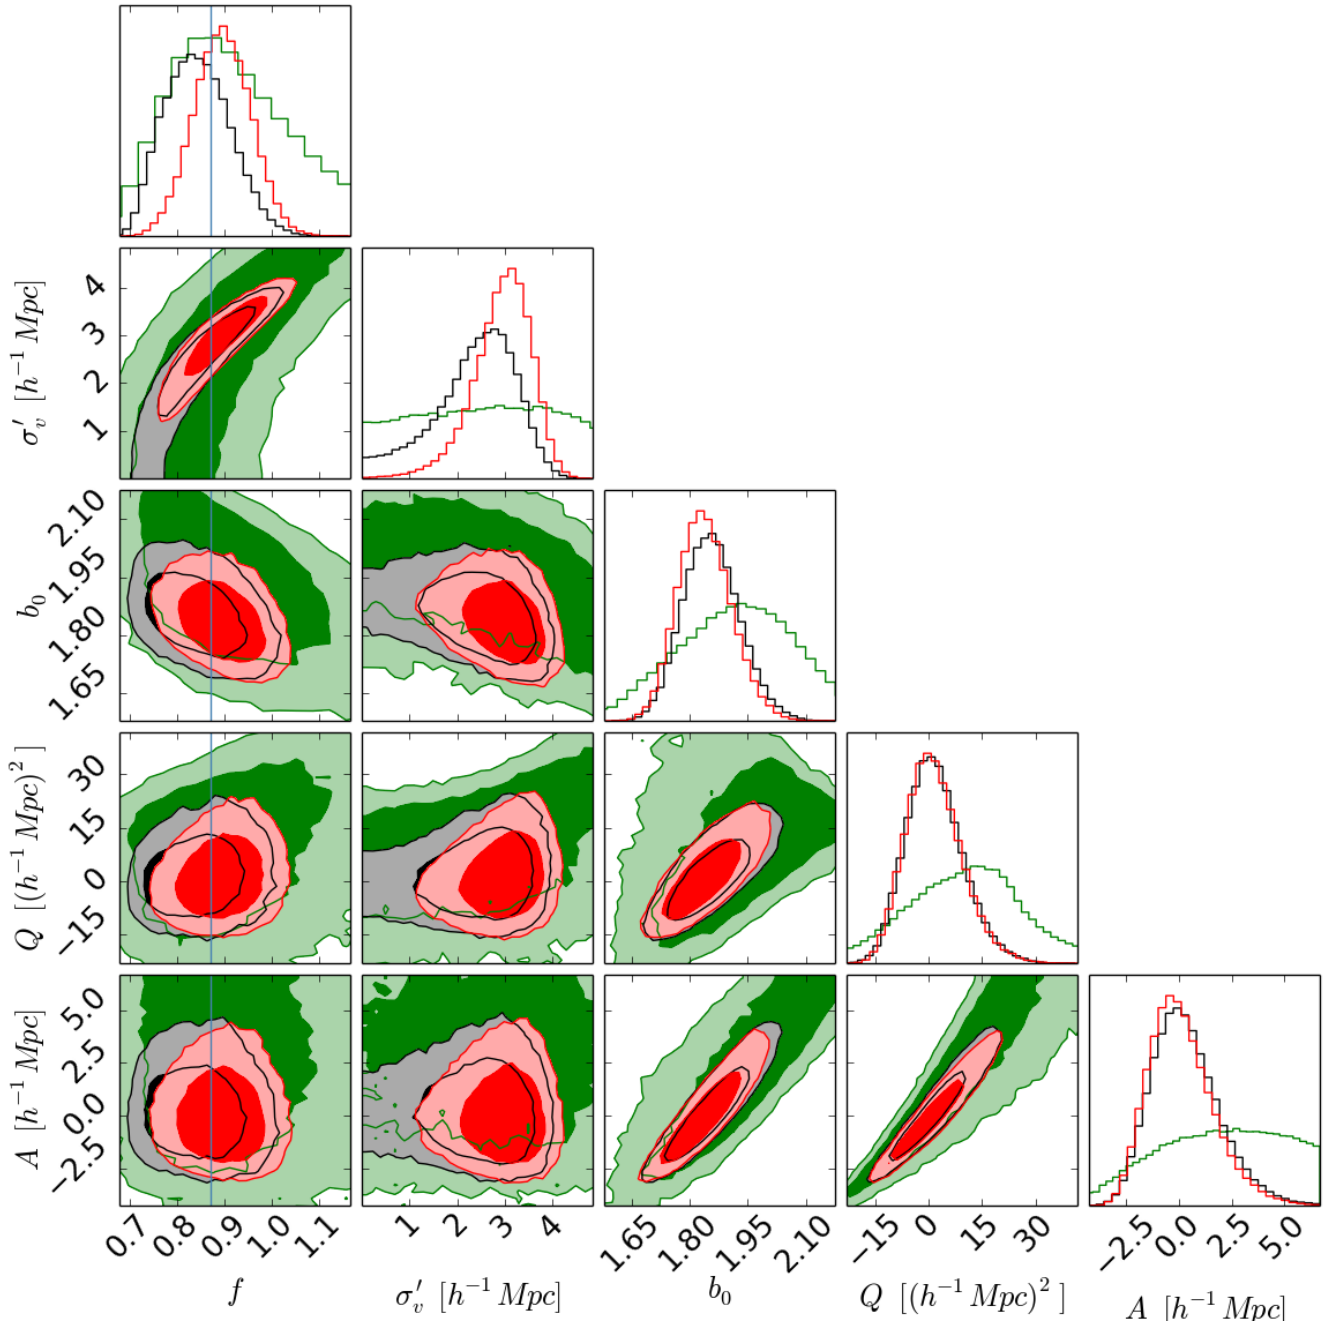 4
3
2
1
σ′ᵥ [h⁻¹ Mpc]
2.10
1.95
1.80
1.65
b₀
30
15
0
−15
Q [(h⁻¹ Mpc)²]
5.0
2.5
0.0
−2.5
A [h⁻¹ Mpc]
0.7 0.8 0.9 1.0 1.1
f
1 2 3 4
σ′ᵥ [h⁻¹ Mpc]
1.65 1.80 1.95 2.10
b₀
−15 0 15 30
Q [(h⁻¹ Mpc)²]
−2.5 0.0 2.5 5.0
A [h⁻¹ Mpc]